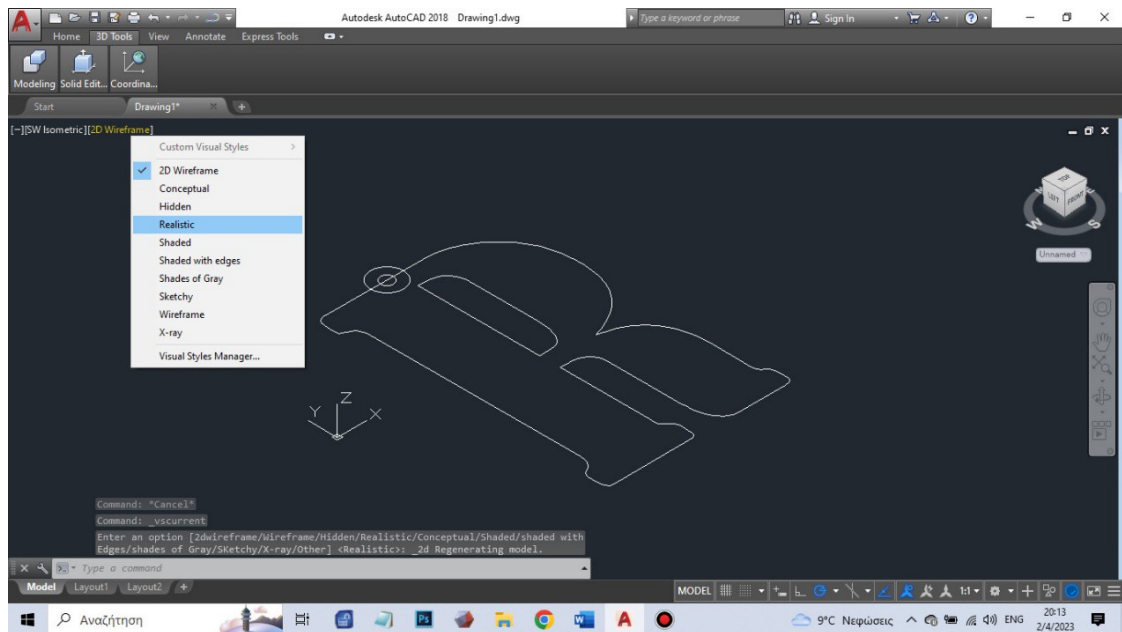 Autodesk AutoCAD 2018 Drawing1.dwg
Type a keyword or phrase
Sign In
Home 3D Tools View Annotate Express Tools
Modeling Solid Edit... Coordina...
Start Drawing1*
[−][SW Isometric][2D Wireframe]
Custom Visual Styles
2D Wireframe
Conceptual
Hidden
Realistic
Shaded
Shaded with edges
Shades of Gray
Sketchy
Wireframe
X-ray
Visual Styles Manager...
TOP
LEFT FRONT
W S
Unnamed
Z
Y X
Command: *Cancel*
Command: _vscurrent
Enter an option [2dwireframe/Wireframe/Hidden/Realistic/Conceptual/Shaded/shaded with
Edges/shades of Gray/SKetchy/X-ray/Other] <Realistic>: _2d Regenerating model.
Type a command
Model Layout1 Layout2 +
MODEL 1:1
Αναζήτηση
9°C Νεφώσεις ENG
20:13
2/4/2023